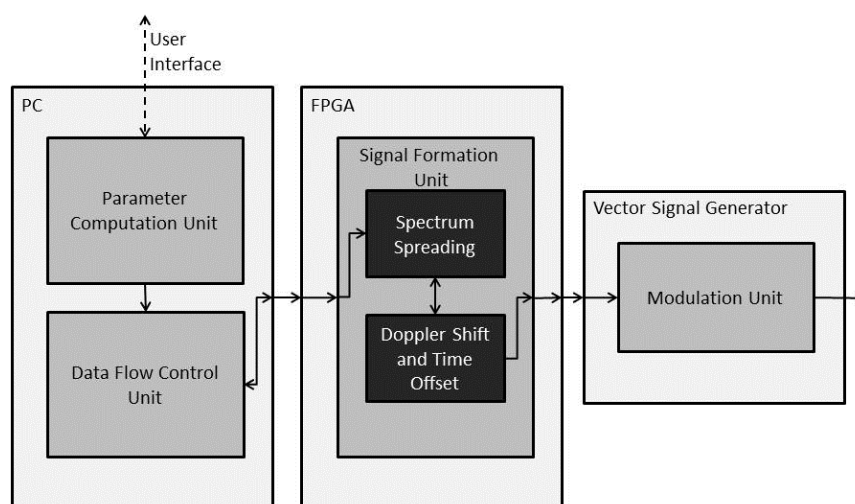 User
Interface
PC
Parameter
Computation Unit
Data Flow Control
Unit
FPGA
Signal Formation
Unit
Spectrum
Spreading
Doppler Shift
and Time
Offset
Vector Signal Generator
Modulation Unit